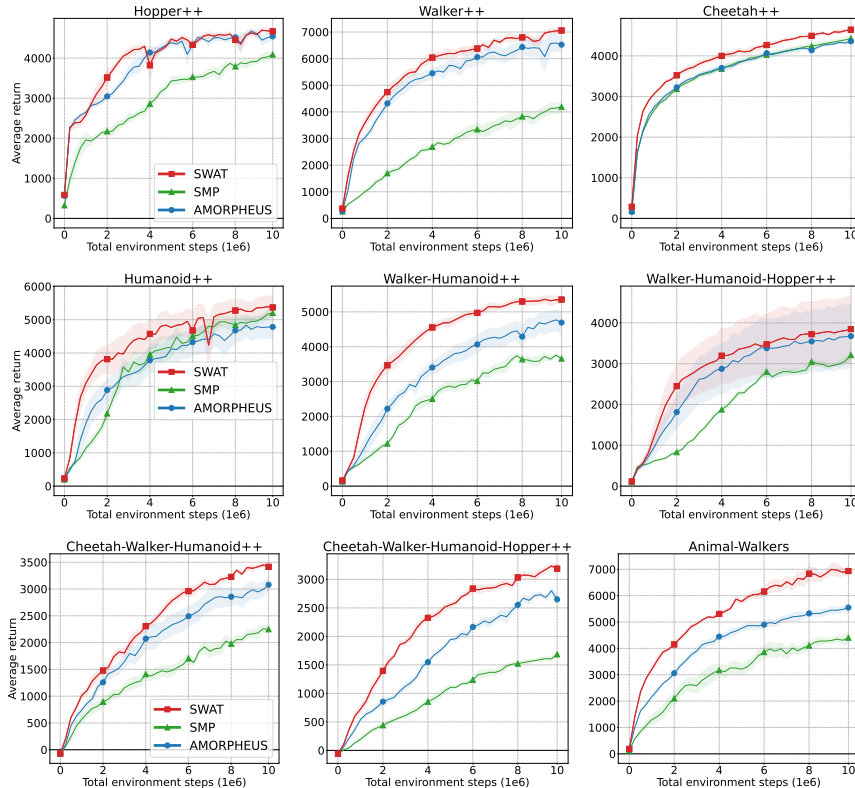 Hopper++
Walker++
Cheetah++
Average return
4000
3000
2000
1000
0
7000
6000
5000
4000
3000
2000
1000
0
5000
4000
3000
2000
1000
0
SWAT
SMP
AMORPHEUS
0 2 4 6 8 10
0 2 4 6 8 10
0 2 4 6 8 10
Total environment steps (1e6)
Total environment steps (1e6)
Total environment steps (1e6)
Humanoid++
Walker-Humanoid++
Walker-Humanoid-Hopper++
Average return
6000
5000
4000
3000
2000
1000
0
5000
4000
3000
2000
1000
0
4000
3000
2000
1000
0
SWAT
SMP
AMORPHEUS
0 2 4 6 8 10
0 2 4 6 8 10
0 2 4 6 8 10
Total environment steps (1e6)
Total environment steps (1e6)
Total environment steps (1e6)
Cheetah-Walker-Humanoid++
Cheetah-Walker-Humanoid-Hopper++
Animal-Walkers
Average return
3500
3000
2500
2000
1500
1000
500
0
3000
2500
2000
1500
1000
500
0
7000
6000
5000
4000
3000
2000
1000
0
SWAT
SMP
AMORPHEUS
0 2 4 6 8 10
0 2 4 6 8 10
0 2 4 6 8 10
Total environment steps (1e6)
Total environment steps (1e6)
Total environment steps (1e6)